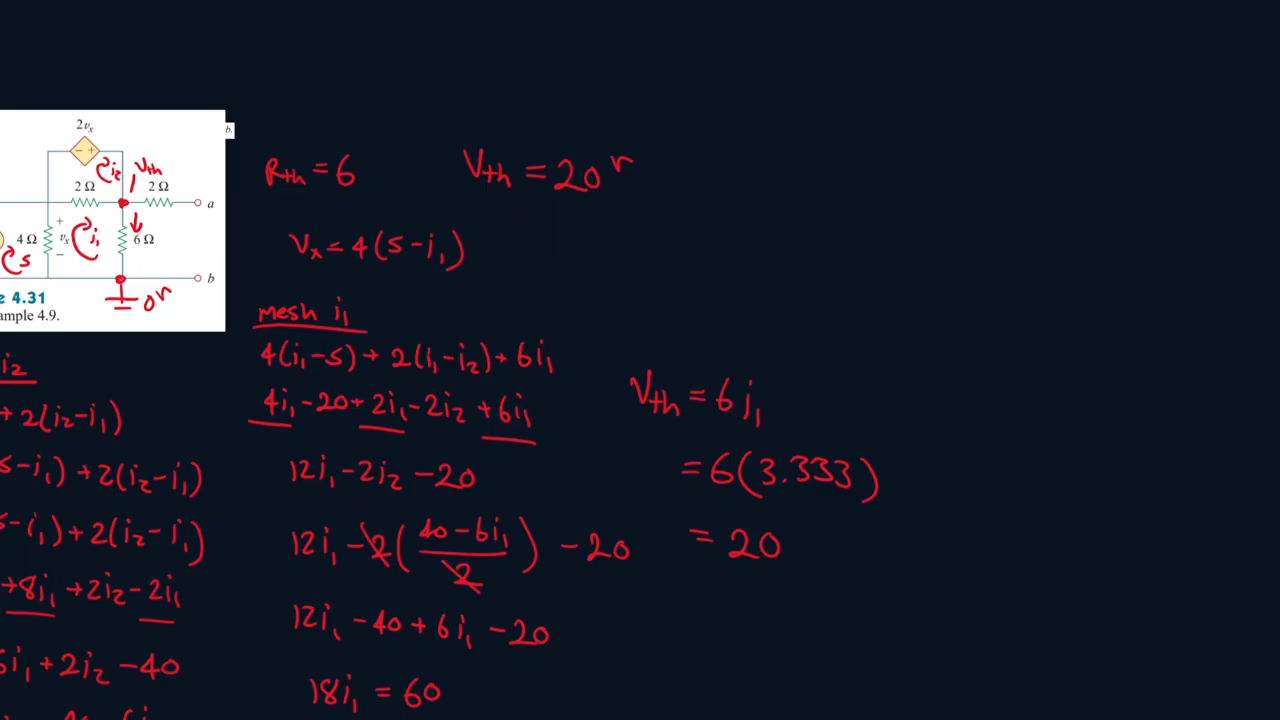 2vx
b.
i2 Vth
2 Ω 2 Ω
a
+
4 Ω vx i1 6 Ω
−
5
b
e 4.31
ample 4.9.
0v
Rth = 6 Vth = 20v
Vx = 4(5-i1)
mesh i1
4(i1-5) + 2(i1-i2) + 6i1
4i1 -20 + 2i1 -2i2 + 6i1
12i1 - 2i2 - 20
12i1 - 2(40-6i1/2) - 20
12i1 - 40 + 6i1 - 20
18i1 = 60
i2
+ 2(i2-i1)
5-i1) + 2(i2-i1)
5-i1) + 2(i2-i1)
+8i1 + 2i2 - 2i1
6i1 + 2i2 - 40
Vth = 6i1
= 6(3.333)
= 20